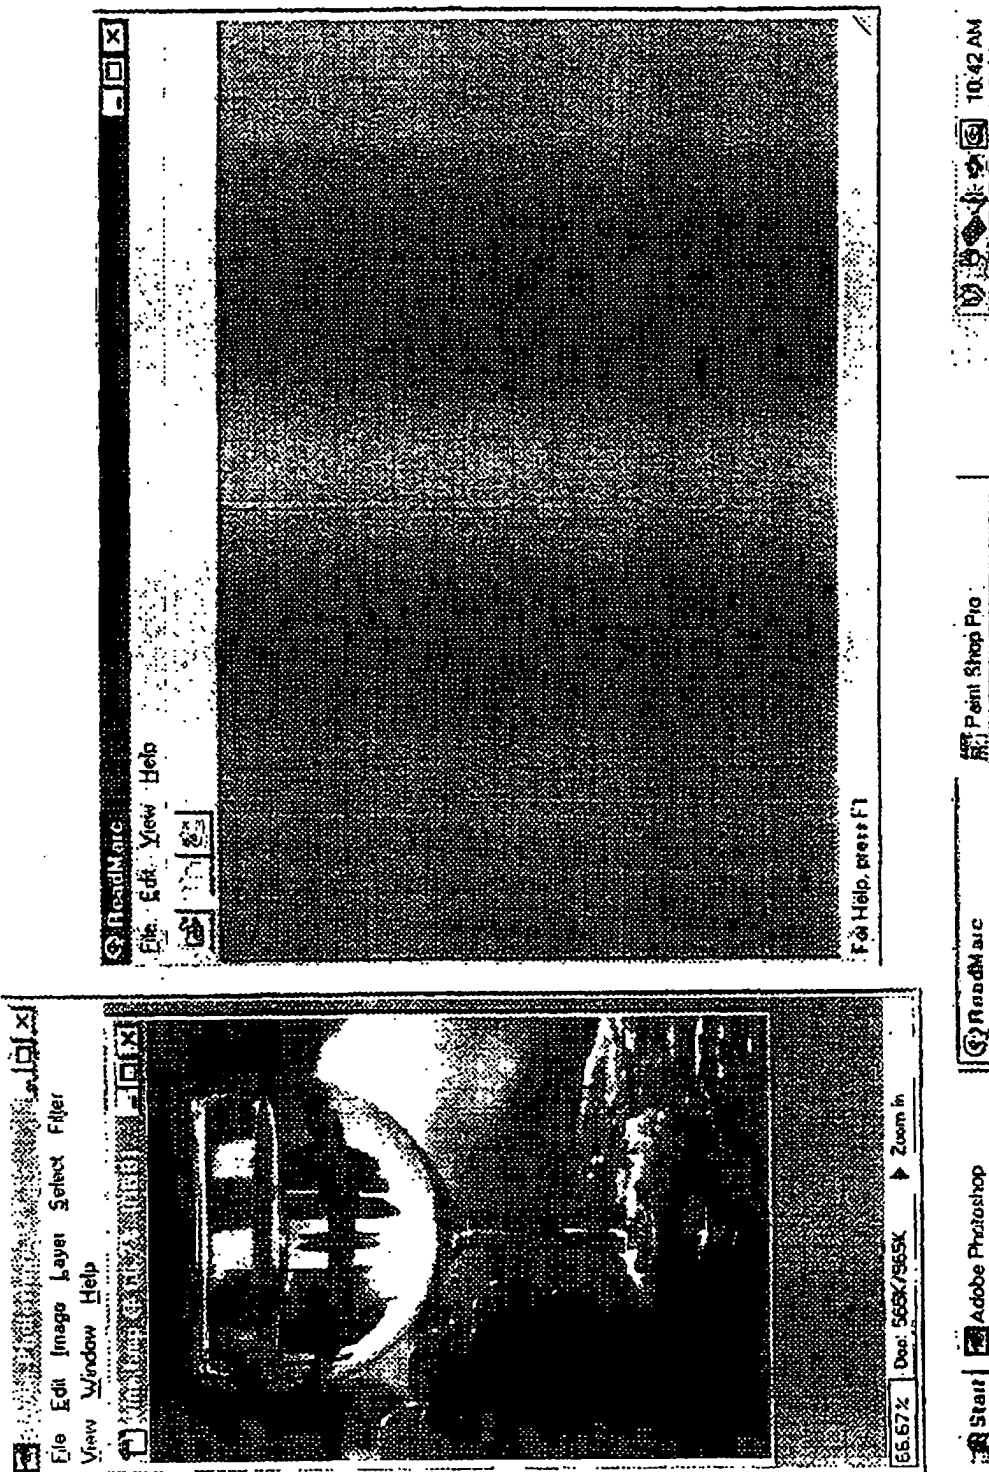 File Edit Image Layer Select Filter
View Window Help
66.67% Doc: 565K/565K Zoom in
ReadMarc
File Edit View Help
For Help, press F1
Start Adobe Photoshop ReadMarc Paint Shop Pro 10:42 AM